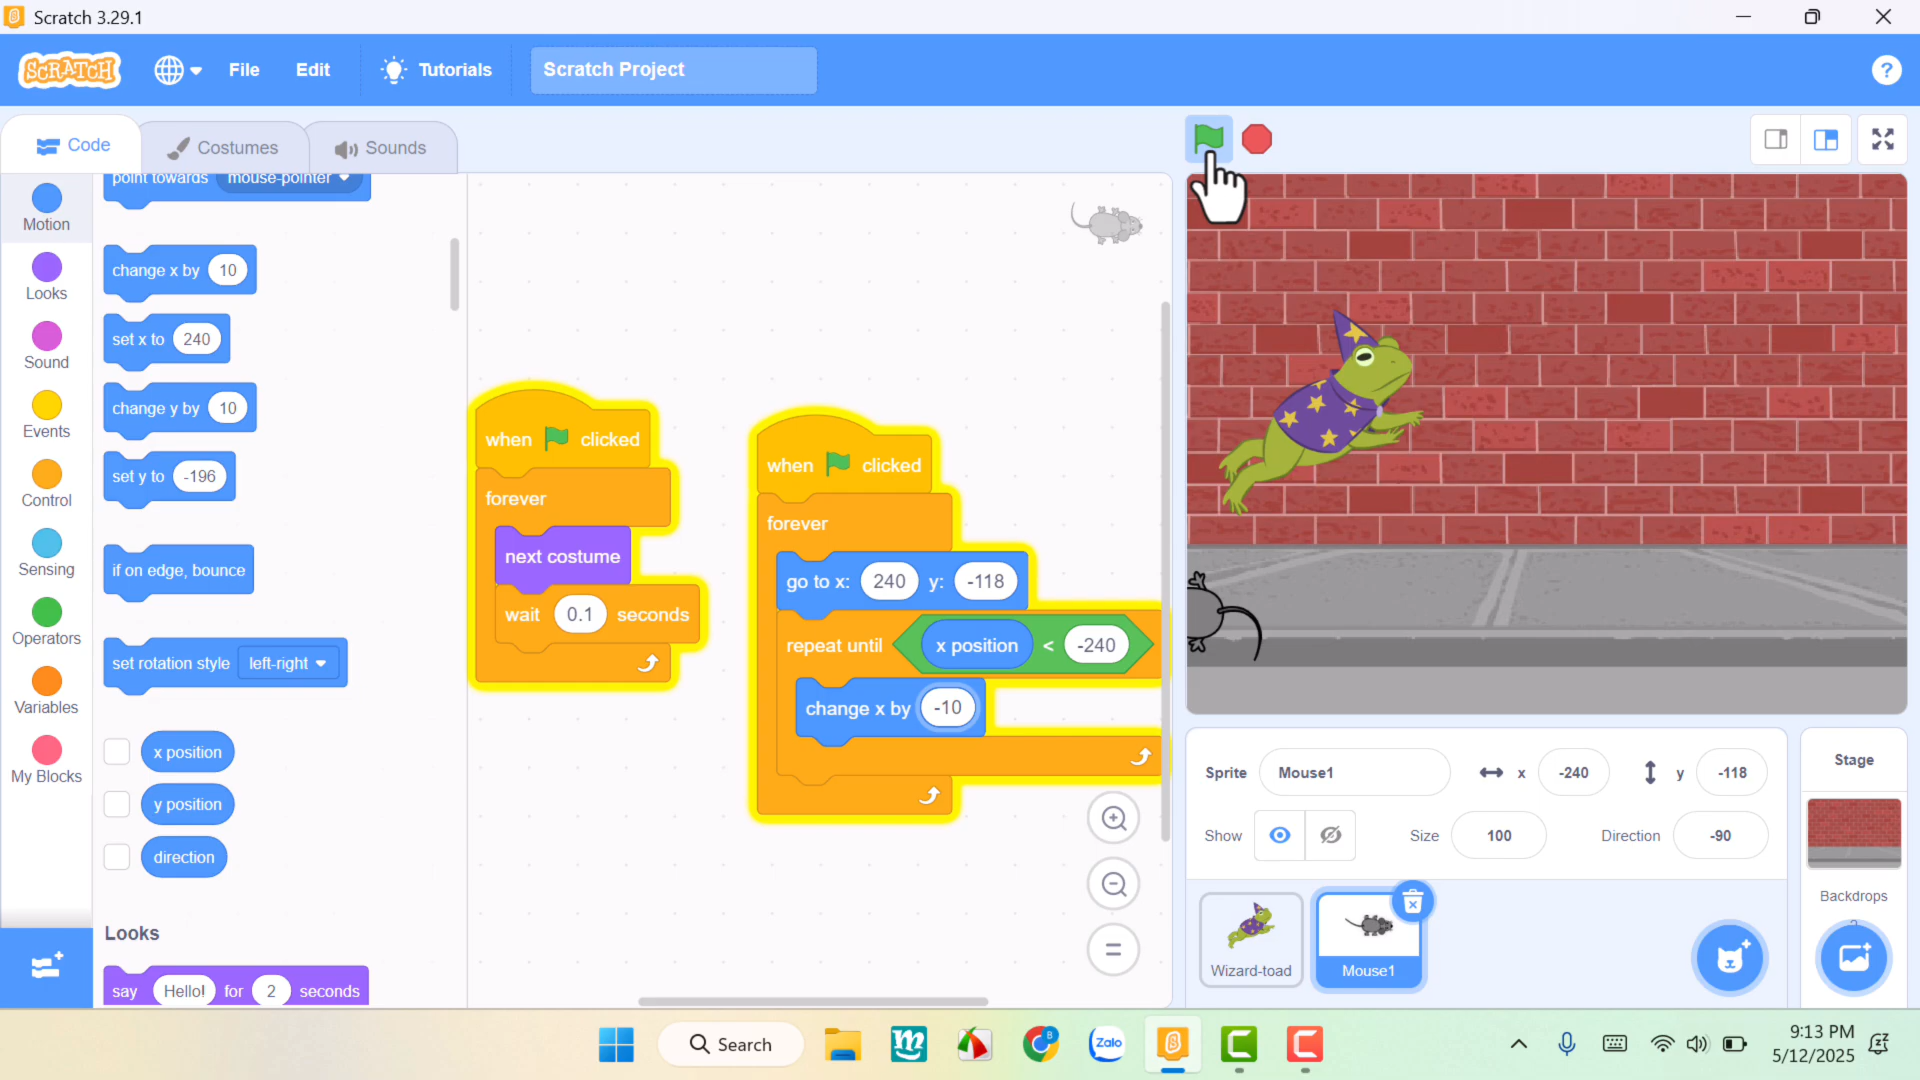 Scratch 3.29.1
SCRATCH
File
Edit
Tutorials
Scratch Project
?
Code
Costumes
Sounds
Motion
Looks
Sound
Events
Control
Sensing
Operators
Variables
My Blocks
point towards mouse-pointer
change x by 10
set x to 240
change y by 10
set y to -196
if on edge, bounce
set rotation style left-right
x position
y position
direction
Looks
say Hello! for 2 seconds
when clicked
forever
next costume
wait 0.1 seconds
when clicked
forever
go to x: 240 y: -118
repeat until x position < -240
change x by -10
Sprite Mouse1 x -240 y -118
Show Size 100 Direction -90
Wizard-toad
Mouse1
Stage
Backdrops
Search
Zalo
9:13 PM
5/12/2025